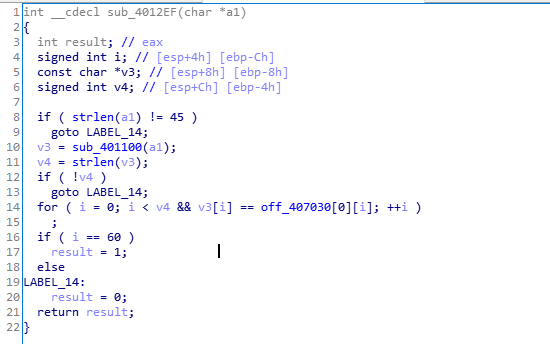 1 int __cdecl sub_4012EF(char *a1)
2 {
3   int result; // eax
4   signed int i; // [esp+4h] [ebp-Ch]
5   const char *v3; // [esp+8h] [ebp-8h]
6   signed int v4; // [esp+Ch] [ebp-4h]
7
8   if ( strlen(a1) != 45 )
9     goto LABEL_14;
10   v3 = sub_401100(a1);
11   v4 = strlen(v3);
12   if ( !v4 )
13     goto LABEL_14;
14   for ( i = 0; i < v4 && v3[i] == off_407030[0][i]; ++i )
15     ;
16   if ( i == 60 )
17     result = 1;
18   else
19 LABEL_14:
20     result = 0;
21   return result;
22 }